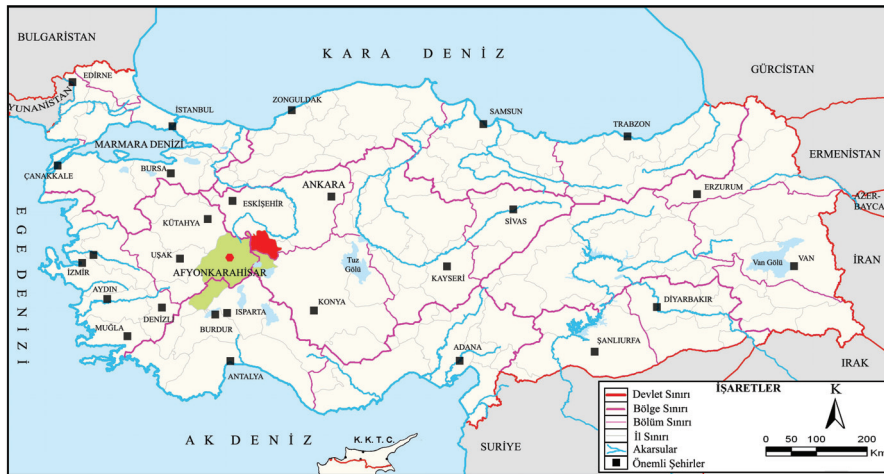 BULGARİSTAN
KARA DENİZ
GÜRCİSTAN
EDİRNE
YUNANİSTAN
İSTANBUL
ZONGULDAK
SAMSUN
TRABZON
MARMARA DENİZİ
ERMENİSTAN
ÇANAKKALE
BURSA
ANKARA
ERZURUM
AZER-
BAYCA
ESKİŞEHİR
SİVAS
KÜTAHYA
EGE DENİZİ
İZMİR
UŞAK
AFYONKARAHİSAR
Tuz
Gölü
KAYSERİ
Van Gölü
VAN
İRAN
AYDIN
DENİZLİ
ISPARTA
BURDUR
KONYA
DİYARBAKIR
MUĞLA
ŞANLIURFA
ADANA
ANTALYA
IRAK
AK DENİZ
K. K. T. C.
SURİYE
İŞARETLER
Devlet Sınırı
Bölge Sınırı
Bölüm Sınırı
İl Sınırı
Akarsular
Önemli Şehirler
K
0 50 100 200
Km